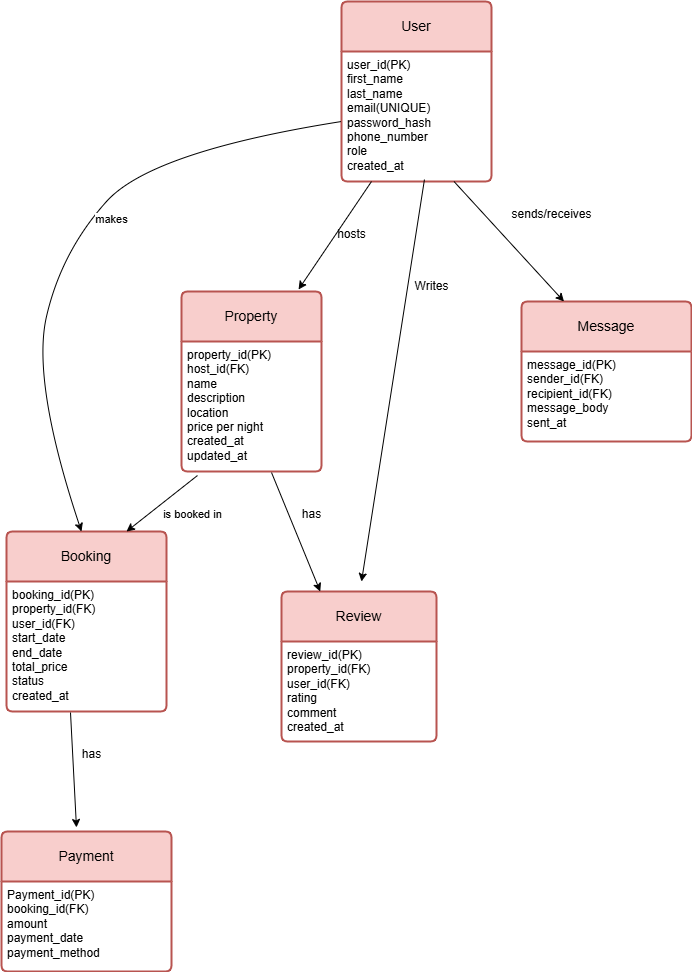 User
user_id(PK)
first_name
last_name
email(UNIQUE)
password_hash
phone_number
role
created_at
makes
hosts
Writes
sends/receives
Property
property_id(PK)
host_id(FK)
name
description
location
price per night
created_at
updated_at
Message
message_id(PK)
sender_id(FK)
recipient_id(FK)
message_body
sent_at
is booked in
has
Booking
booking_id(PK)
property_id(FK)
user_id(FK)
start_date
end_date
total_price
status
created_at
Review
review_id(PK)
property_id(FK)
user_id(FK)
rating
comment
created_at
has
Payment
Payment_id(PK)
booking_id(FK)
amount
payment_date
payment_method